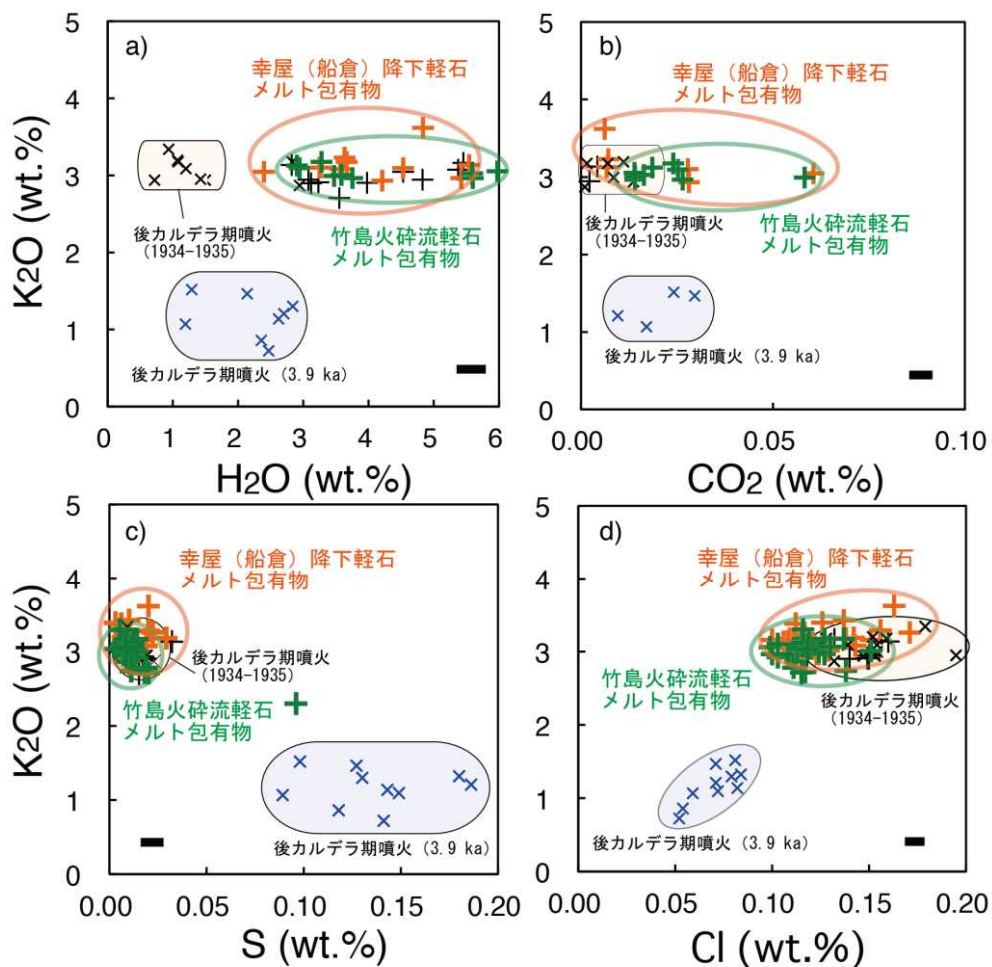 a)
幸屋（船倉）降下軽石
メルト包有物
竹島火砕流軽石
メルト包有物
後カルデラ期噴火
(1934-1935)
後カルデラ期噴火 (3.9 ka)
K2O (wt.%)
5
4
3
2
1
0
0 1 2 3 4 5 6
H2O (wt.%)
b)
幸屋（船倉）降下軽石
メルト包有物
竹島火砕流軽石
メルト包有物
後カルデラ期噴火
(1934-1935)
後カルデラ期噴火 (3.9 ka)
5
4
3
2
1
0
0.00 0.05 0.10
CO2 (wt.%)
c)
幸屋（船倉）降下軽石
メルト包有物
後カルデラ期噴火
(1934-1935)
竹島火砕流軽石
メルト包有物
後カルデラ期噴火 (3.9 ka)
K2O (wt.%)
5
4
3
2
1
0
0.00 0.05 0.10 0.15 0.20
S (wt.%)
d)
幸屋（船倉）降下軽石
メルト包有物
竹島火砕流軽石
メルト包有物
後カルデラ期噴火
(1934-1935)
後カルデラ期噴火 (3.9 ka)
5
4
3
2
1
0
0.00 0.05 0.10 0.15 0.20
Cl (wt.%)